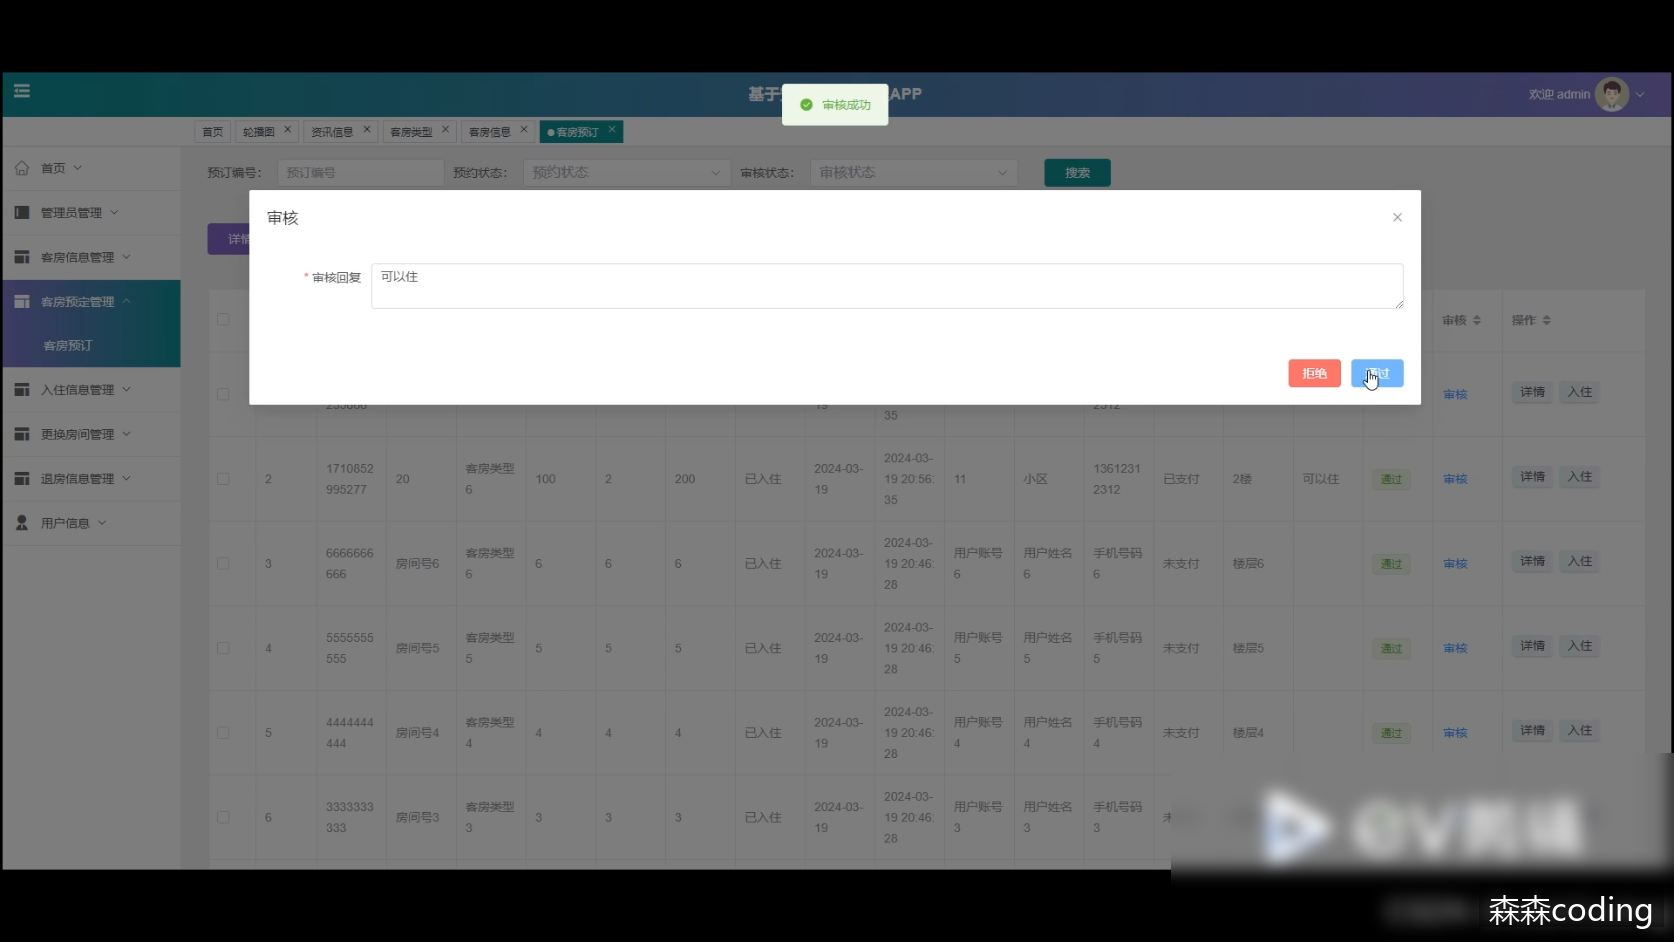 基于 APP
审核成功
欢迎 admin
首页 轮播图 资讯信息 客房类型 客房信息 客房预订
预订编号： 预订编号 预约状态： 预约状态 审核状态： 审核状态 搜索
首页
管理员管理
客房信息管理
客房预定管理
客房预订
入住信息管理
更换房间管理
退房信息管理
用户信息
详情
审核
* 审核回复 可以住
拒绝
审核 操作
19 35 2312 审核 详情 入住
2 1710852995277 20 客房类型6 100 2 200 已入住 2024-03-19 2024-03-19 20:56:35 11 小区 13612312312 已支付 2楼 可以住 通过 审核 详情 入住
3 6666666666 房间号6 客房类型6 6 6 6 已入住 2024-03-19 2024-03-19 20:46:28 用户账号6 用户姓名6 手机号码6 未支付 楼层6 通过 审核 详情 入住
4 5555555555 房间号5 客房类型5 5 5 5 已入住 2024-03-19 2024-03-19 20:46:28 用户账号5 用户姓名5 手机号码5 未支付 楼层5 通过 审核 详情 入住
5 4444444444 房间号4 客房类型4 4 4 4 已入住 2024-03-19 2024-03-19 20:46:28 用户账号4 用户姓名4 手机号码4 未支付 楼层4 通过 审核 详情 入住
6 3333333333 房间号3 客房类型3 3 3 3 已入住 2024-03-19 2024-03-19 20:46:28 用户账号3 用户姓名3 手机号码3
森森coding